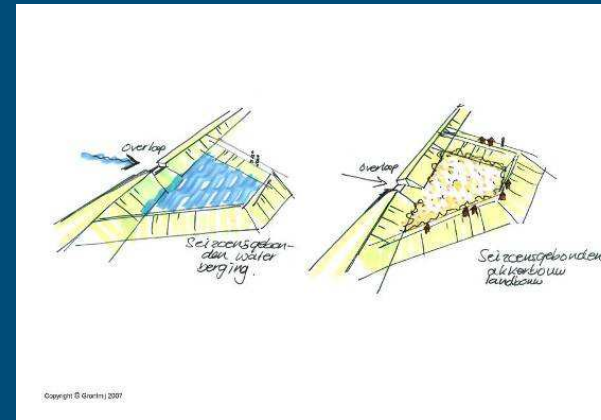 overloop
Seizoensgebon-
den water
berging.
overloop
Seizoensgebonden
akkerbouw
landbouw
Copyright © Grontmij 2007